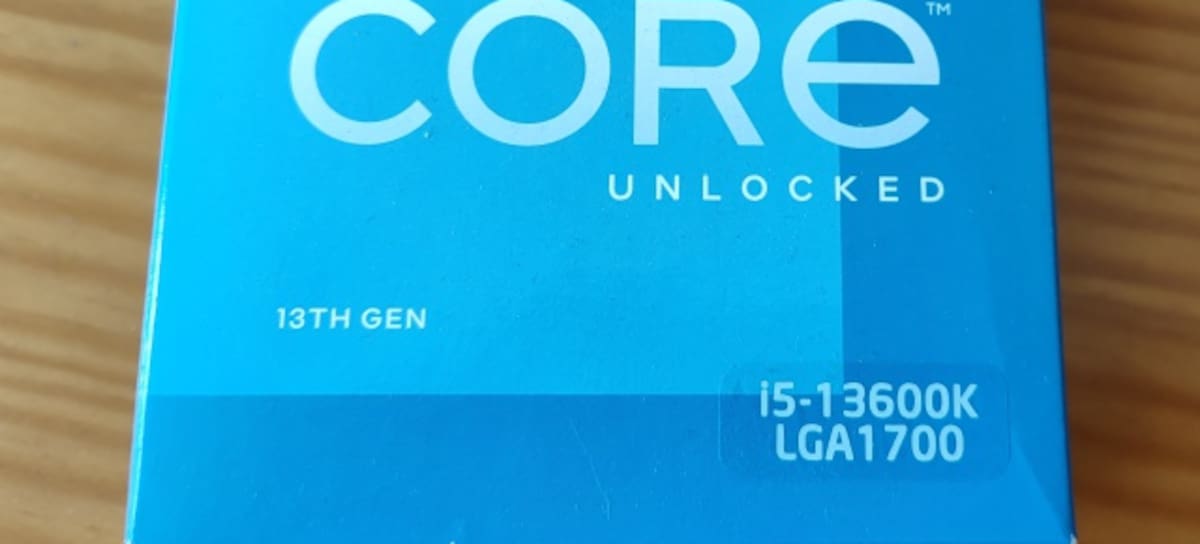 CORe™
UNLOCKED
13TH GEN
i5-13600K
LGA1700